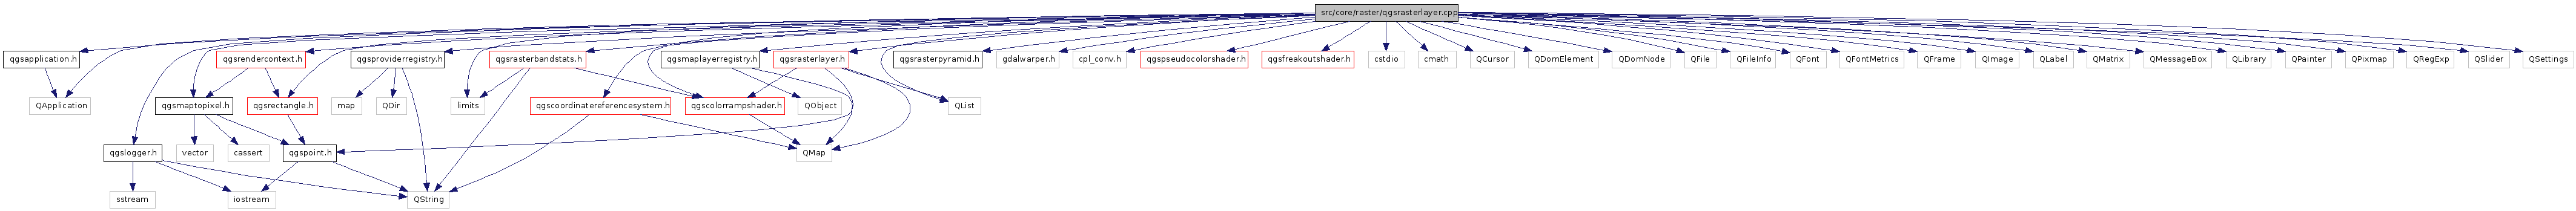 src/core/raster/qgsrasterlayer.cpp
qgsapplication.h
qgsrendercontext.h
qgsproviderregistry.h
qgsrasterbandstats.h
qgsmaplayerregistry.h
qgsrasterlayer.h
qgsrasterpyramid.h
gdalwarper.h
cpl_conv.h
qgspseudocolorshader.h
qgsfreakoutshader.h
cstdio
cmath
QCursor
QDomElement
QDomNode
QFile
QFileInfo
QFont
QFontMetrics
QFrame
QImage
QLabel
QMatrix
QMessageBox
QLibrary
QPainter
QPixmap
QRegExp
QSlider
QSettings
QApplication
qgsmaptopixel.h
qgsrectangle.h
map
QDir
limits
qgscoordinatereferencesystem.h
qgscolorrampshader.h
QObject
QList
qgslogger.h
vector
cassert
qgspoint.h
QMap
sstream
iostream
QString